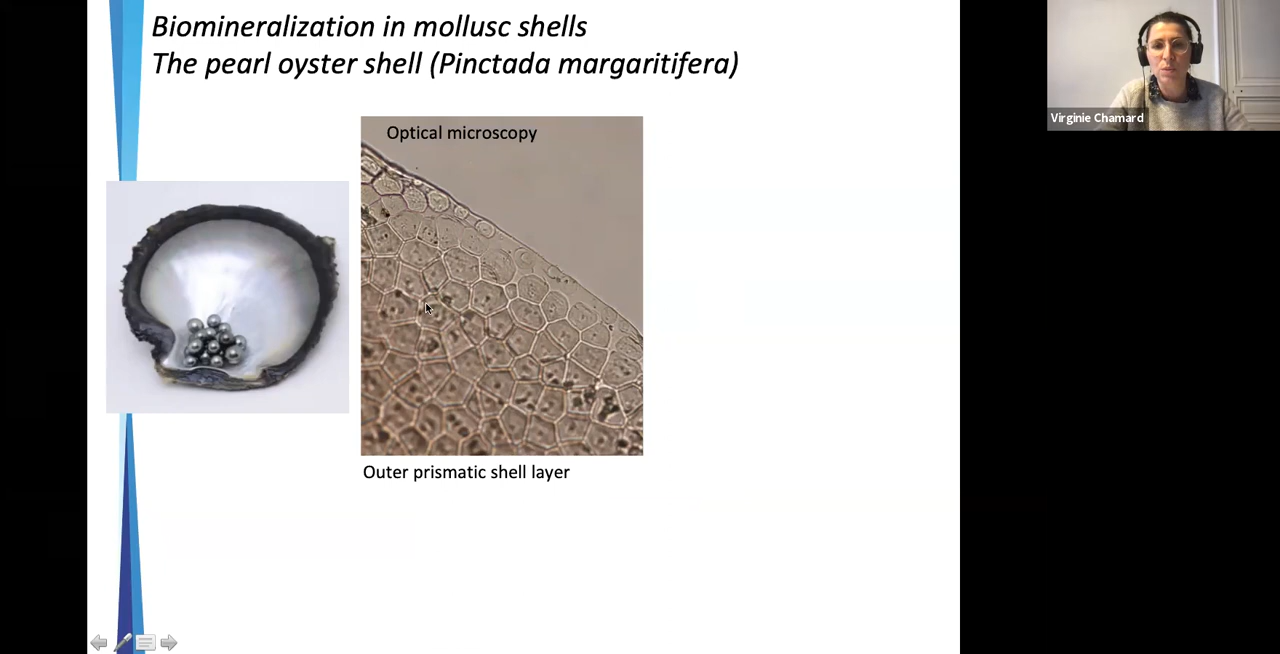 Biomineralization in mollusc shells
The pearl oyster shell (Pinctada margaritifera)
Optical microscopy
Outer prismatic shell layer
Virginie Chamard